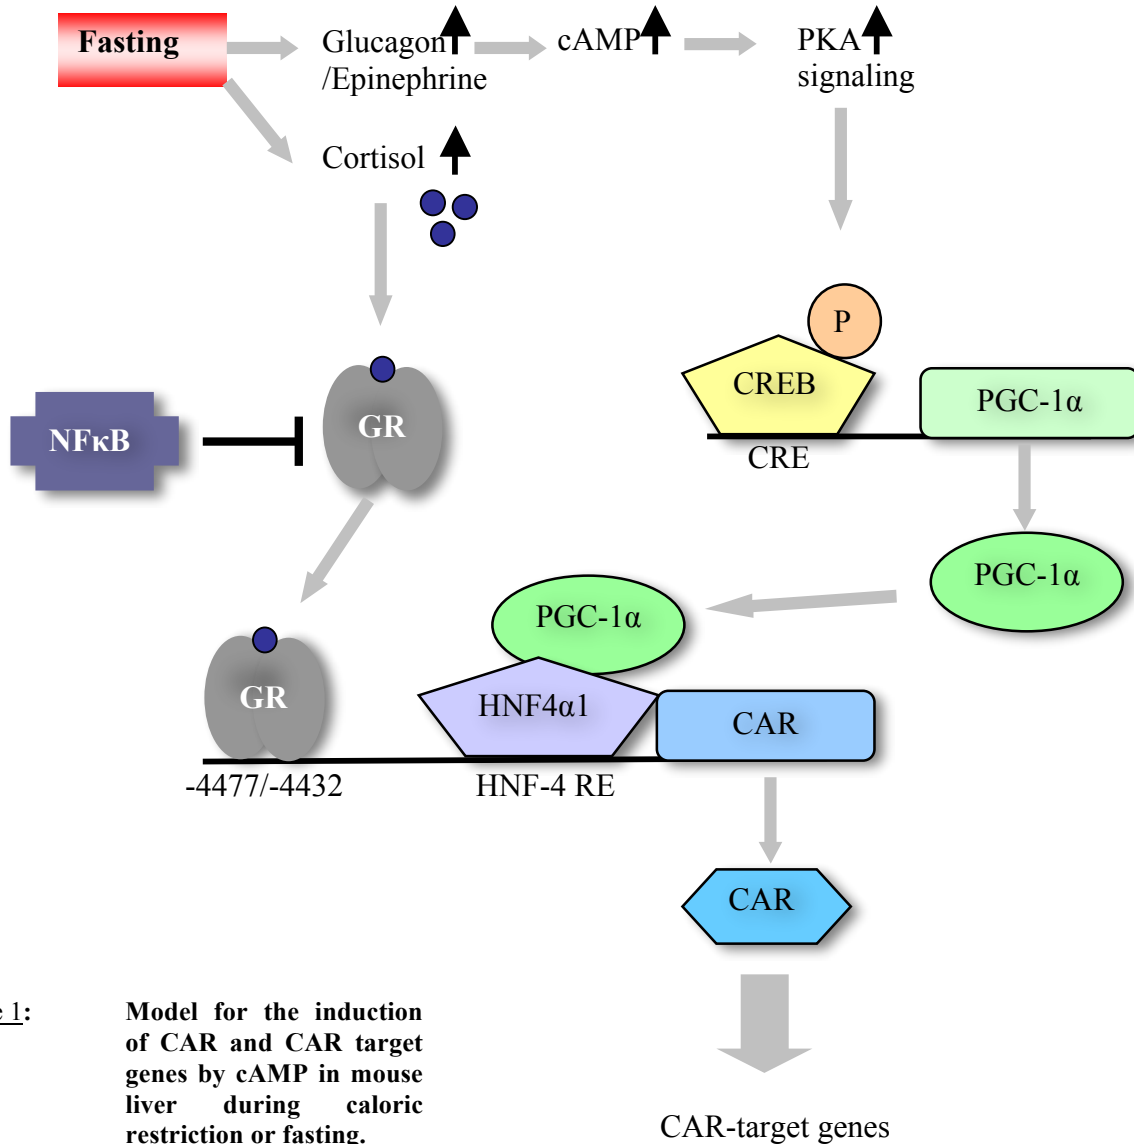 Fasting
Glucagon
/Epinephrine
cAMP
PKA
signaling
Cortisol
P
CREB
PGC-1α
CRE
NFκB
GR
PGC-1α
PGC-1α
GR
HNF4α1
CAR
-4477/-4432
HNF-4 RE
CAR
e 1:
Model for the induction
of CAR and CAR target
genes by cAMP in mouse
liver during caloric
restriction or fasting.
CAR-target genes